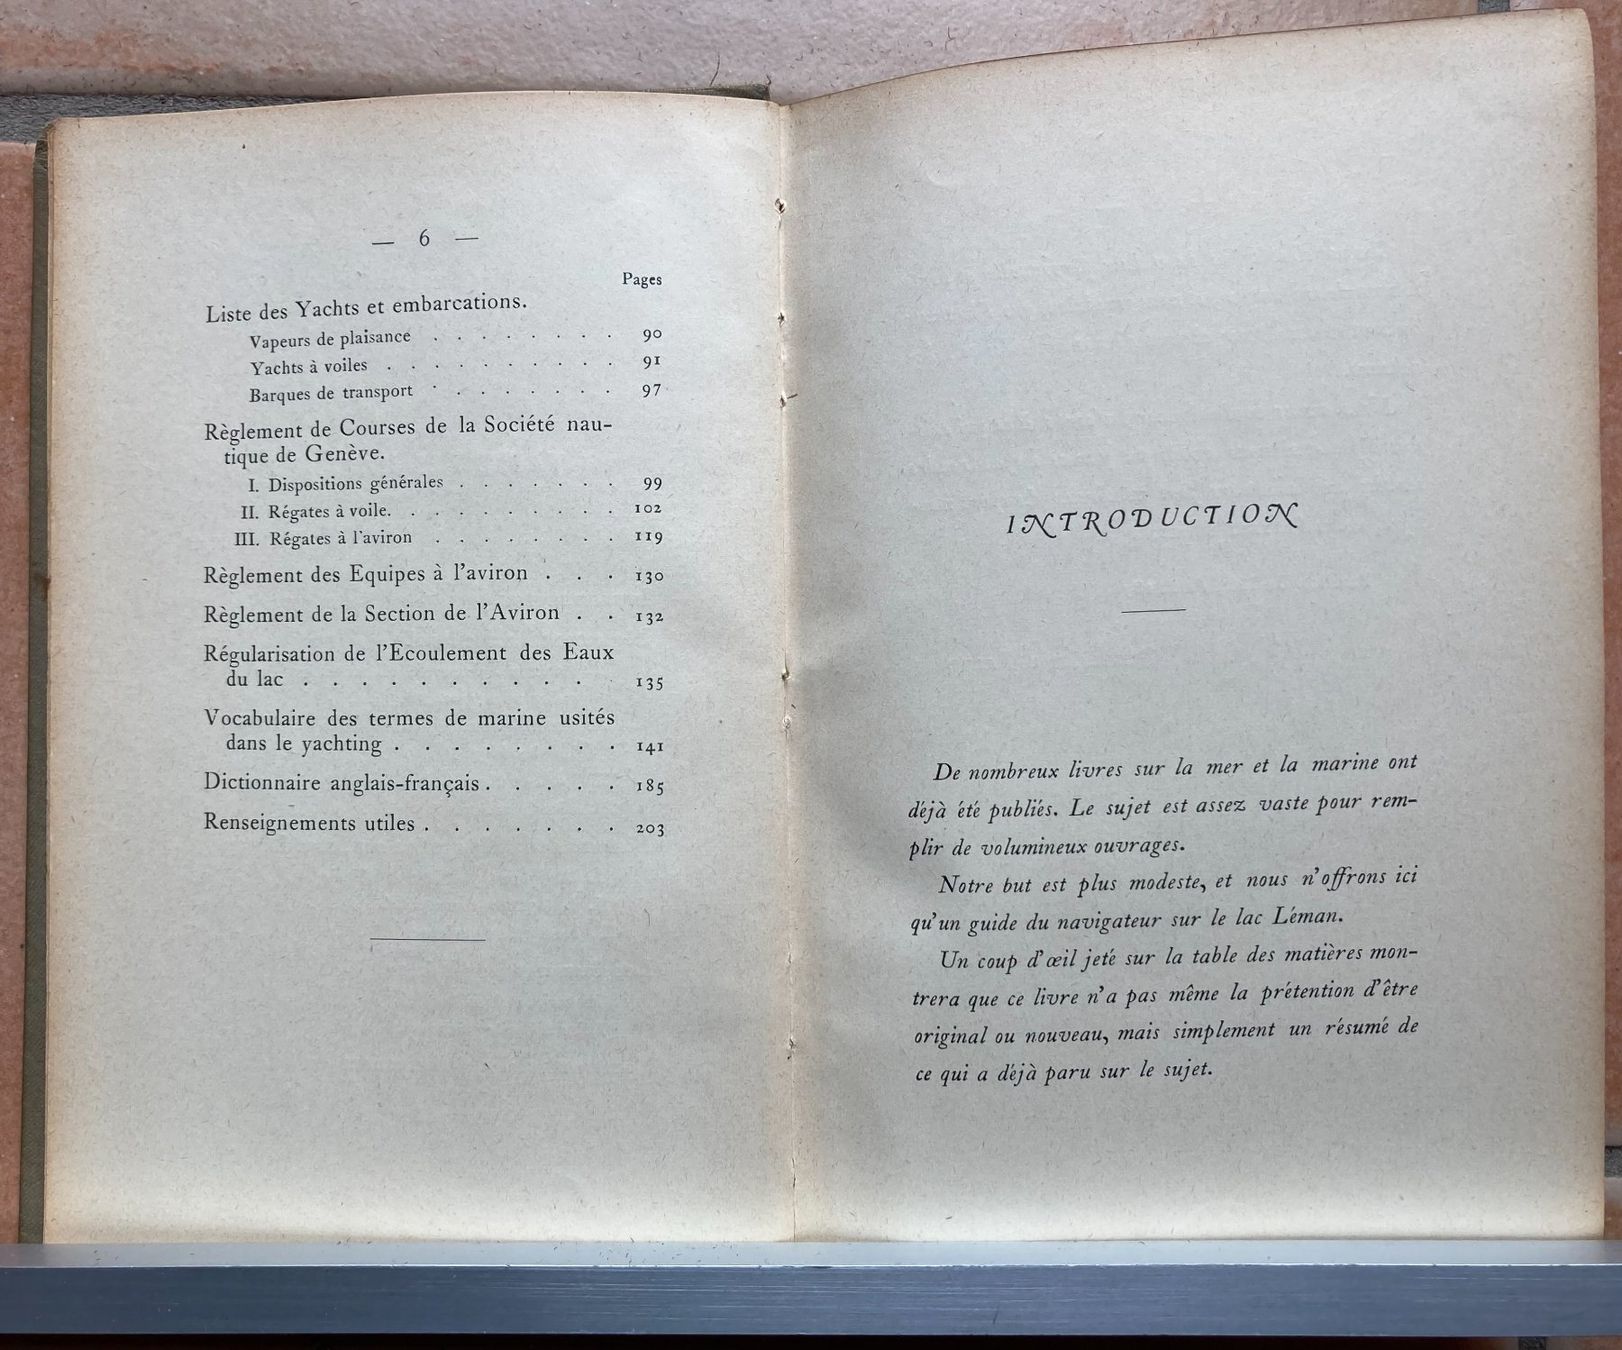 — 6 —
Pages
Liste des Yachts et embarcations.
Vapeurs de plaisance . . . . . . . . 90
Yachts à voiles . . . . . . . . . . 91
Barques de transport . . . . . . . . 97
Règlement de Courses de la Société nau-
tique de Genève.
I. Dispositions générales . . . . . . . 99
II. Régates à voile. . . . . . . . . . 102
III. Régates à l'aviron . . . . . . . . 119
Règlement des Equipes à l'aviron . . . 130
Règlement de la Section de l'Aviron . . 132
Régularisation de l'Ecoulement des Eaux
du lac . . . . . . . . . . . 135
Vocabulaire des termes de marine usités
dans le yachting . . . . . . . . 141
Dictionnaire anglais-français . . . . . 185
Renseignements utiles . . . . . . . 203
INTRODUCTION
De nombreux livres sur la mer et la marine ont
déjà été publiés. Le sujet est assez vaste pour rem-
plir de volumineux ouvrages.
Notre but est plus modeste, et nous n'offrons ici
qu'un guide du navigateur sur le lac Léman.
Un coup d'œil jeté sur la table des matières mon-
trera que ce livre n'a pas même la prétention d'être
original ou nouveau, mais simplement un résumé de
ce qui a déjà paru sur le sujet.